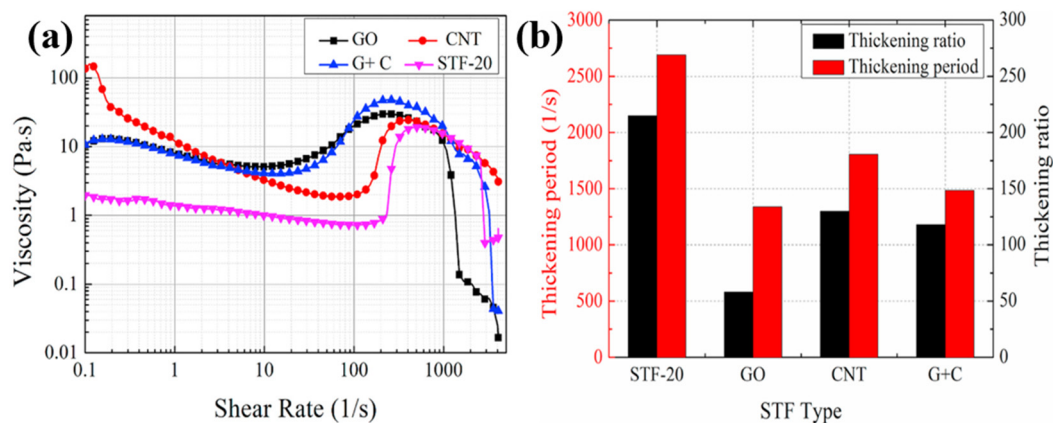 (a)
GO
CNT
G+ C
STF-20
100
10
1
0.1
0.01
Viscosity (Pa.s)
0.1
1
10
100
1000
Shear Rate (1/s)
(b)
Thickening ratio
Thickening period
3000
2500
2000
1500
1000
500
0
Thickening period (1/s)
300
250
200
150
100
50
0
Thickening ratio
STF-20
GO
CNT
G+C
STF Type